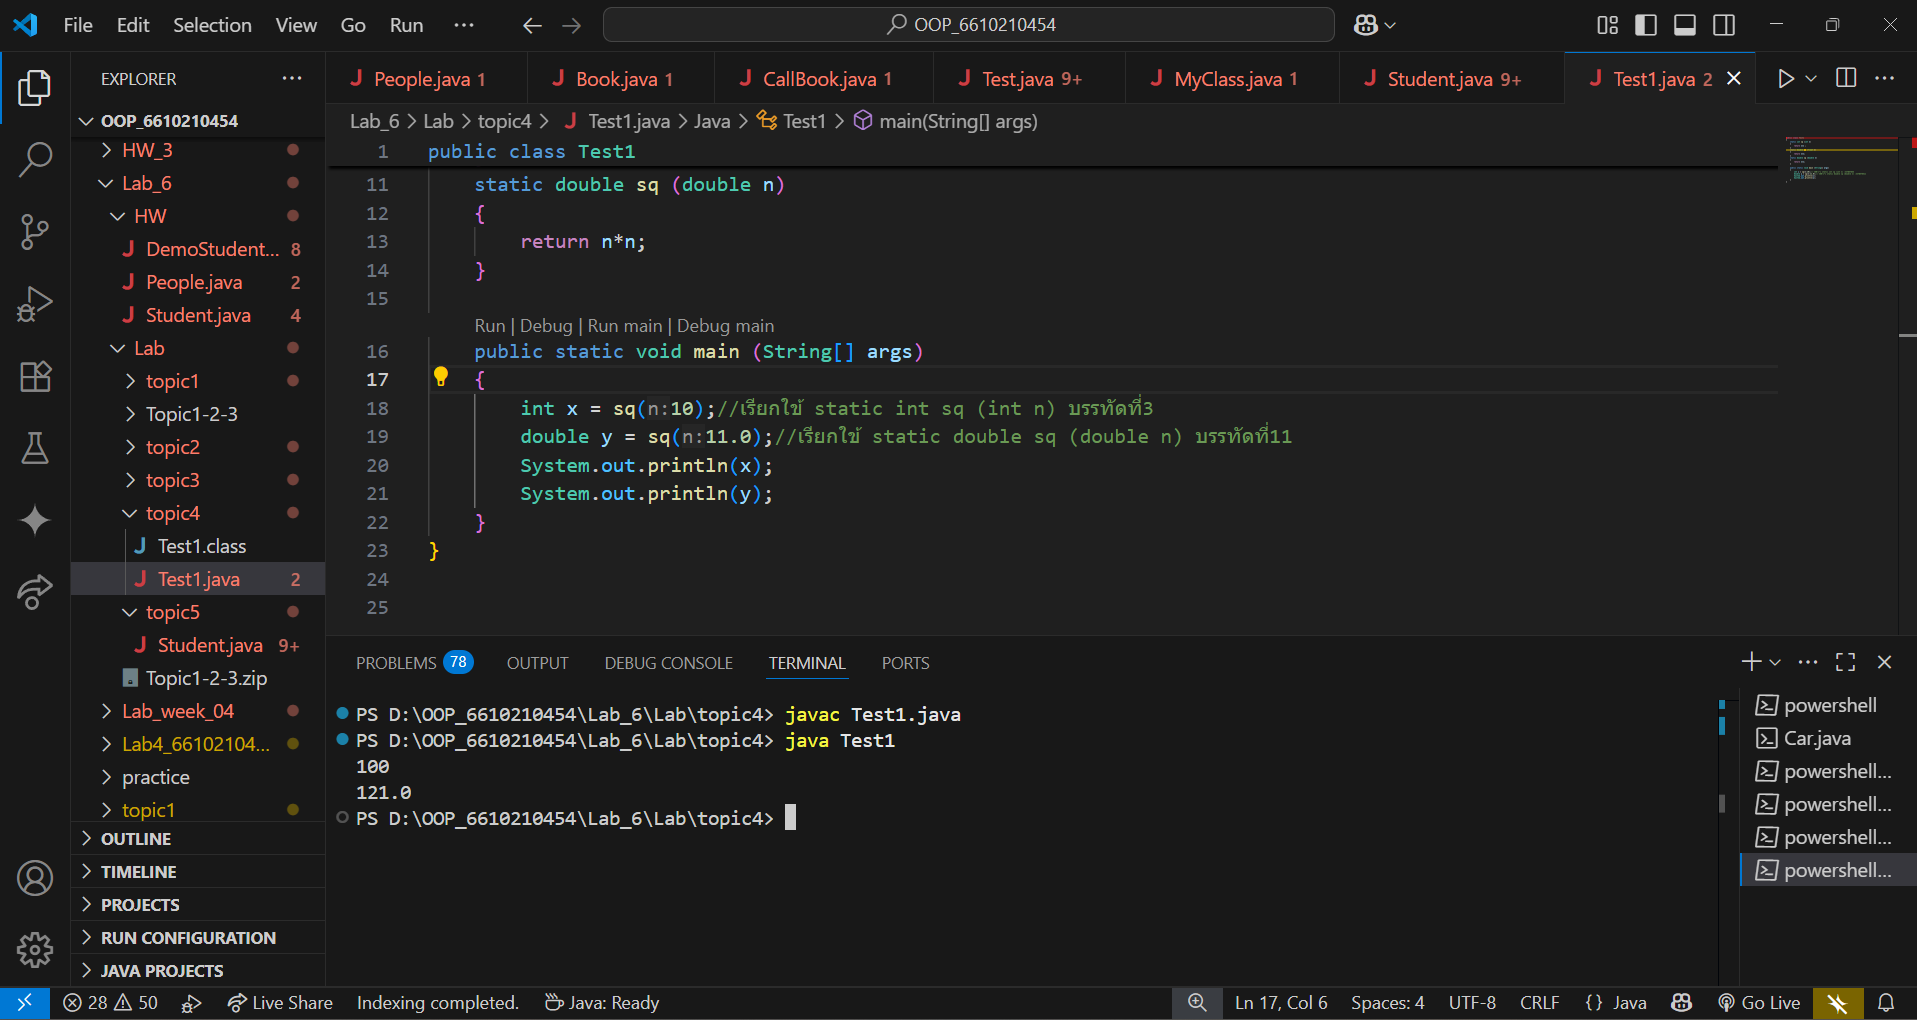 File Edit Selection View Go Run ··· OOP_6610210454
EXPLORER ···
OOP_6610210454
HW_3
Lab_6
HW
DemoStudent... 8
People.java 2
Student.java 4
Lab
topic1
Topic1-2-3
topic2
topic3
topic4
Test1.class
Test1.java 2
topic5
Student.java 9+
Topic1-2-3.zip
Lab_week_04
Lab4_66102104...
practice
topic1
OUTLINE
TIMELINE
PROJECTS
RUN CONFIGURATION
JAVA PROJECTS
People.java 1 Book.java 1 CallBook.java 1 Test.java 9+ MyClass.java 1 Student.java 9+ Test1.java 2
Lab_6 > Lab > topic4 > Test1.java > Java > Test1 > main(String[] args)
1 public class Test1
11 static double sq (double n)
12 {
13 return n*n;
14 }
15
Run | Debug | Run main | Debug main
16 public static void main (String[] args)
17 {
18 int x = sq(n:10);//เรียกใข้ static int sq (int n) บรรทัดที่3
19 double y = sq(n:11.0);//เรียกใข้ static double sq (double n) บรรทัดที่11
20 System.out.println(x);
21 System.out.println(y);
22 }
23 }
24
25
PROBLEMS 78 OUTPUT DEBUG CONSOLE TERMINAL PORTS
PS D:\OOP_6610210454\Lab_6\Lab\topic4> javac Test1.java
PS D:\OOP_6610210454\Lab_6\Lab\topic4> java Test1
100
121.0
PS D:\OOP_6610210454\Lab_6\Lab\topic4>
powershell
Car.java
powershell...
powershell...
powershell...
powershell...
28 50 Live Share Indexing completed. Java: Ready Ln 17, Col 6 Spaces: 4 UTF-8 CRLF {} Java Go Live